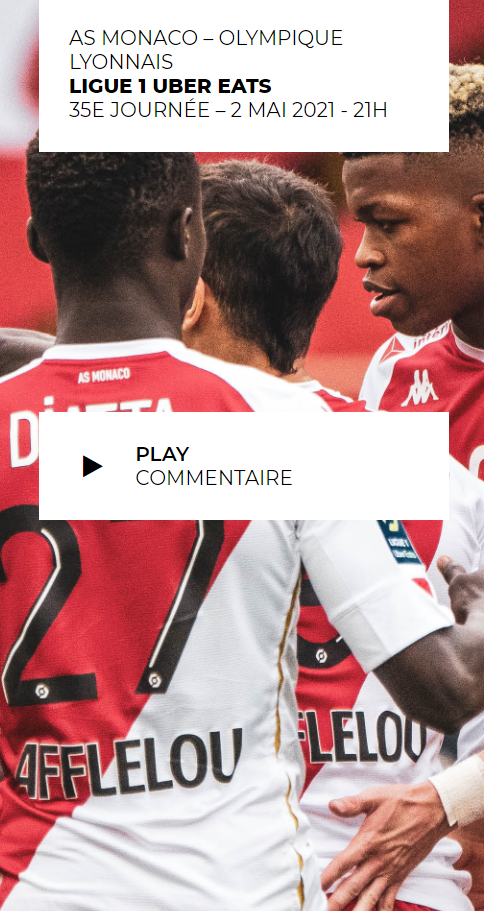 AS MONACO – OLYMPIQUE
LYONNAIS
LIGUE 1 UBER EATS
35E JOURNÉE – 2 MAI 2021 - 21H
AS MONACO
PLAY
COMMENTAIRE
27
AFFLELOU
FLELOU